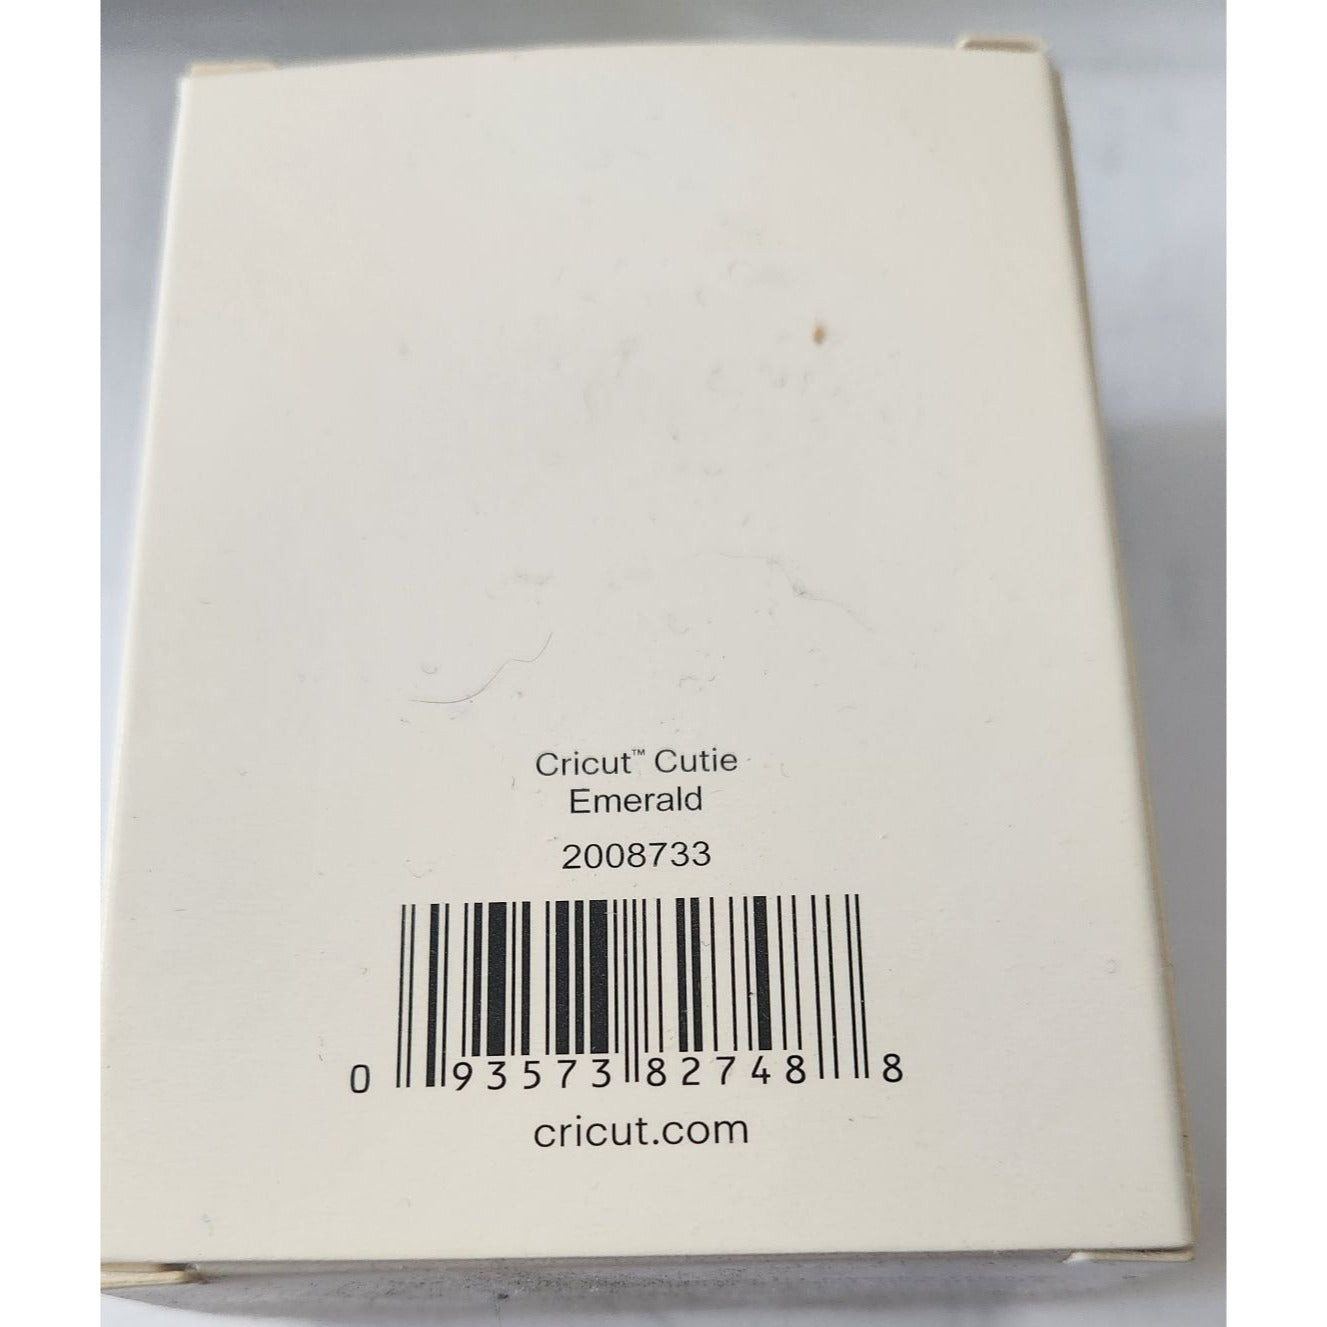 Cricut™ Cutie
Emerald
2008733
0 93573 82748 8
cricut.com